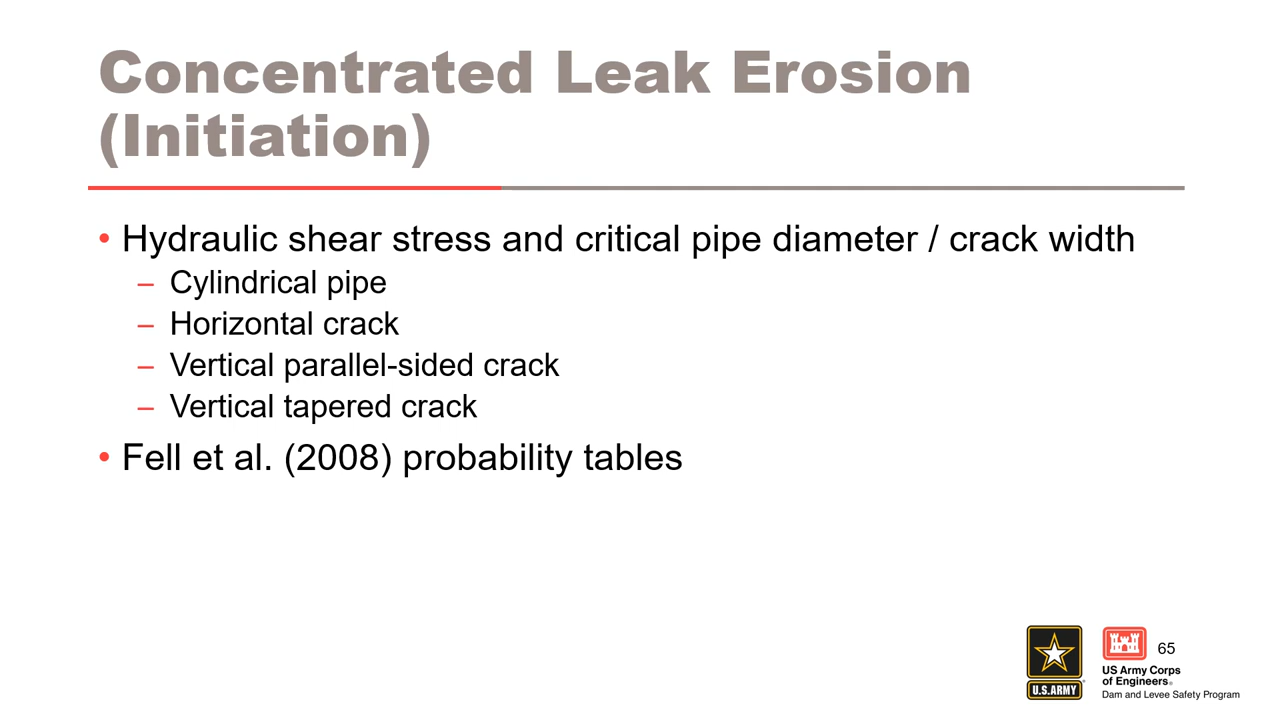 Concentrated Leak Erosion
(Initiation)
• Hydraulic shear stress and critical pipe diameter / crack width
– Cylindrical pipe
– Horizontal crack
– Vertical parallel-sided crack
– Vertical tapered crack
• Fell et al. (2008) probability tables
U.S.ARMY
65
US Army Corps
of Engineers®
Dam and Levee Safety Program